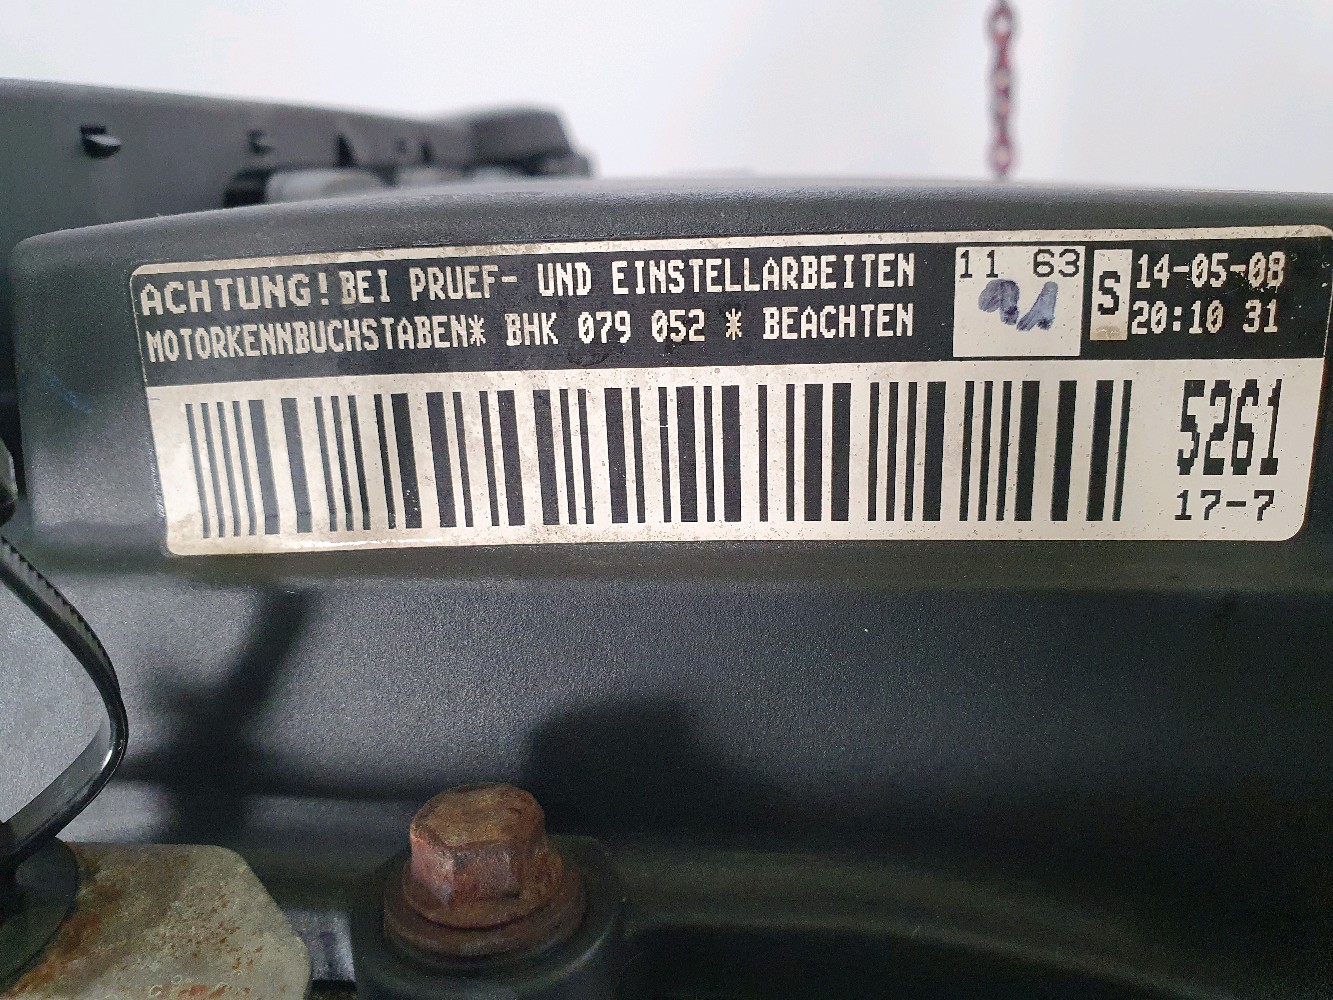 ACHTUNG! BEI PRUEF- UND EINSTELLARBEITEN
MOTORKENNBUCHSTABEN* BHK 079 052 * BEACHTEN
11 63
S
14-05-08
20:10 31
5261
17-7